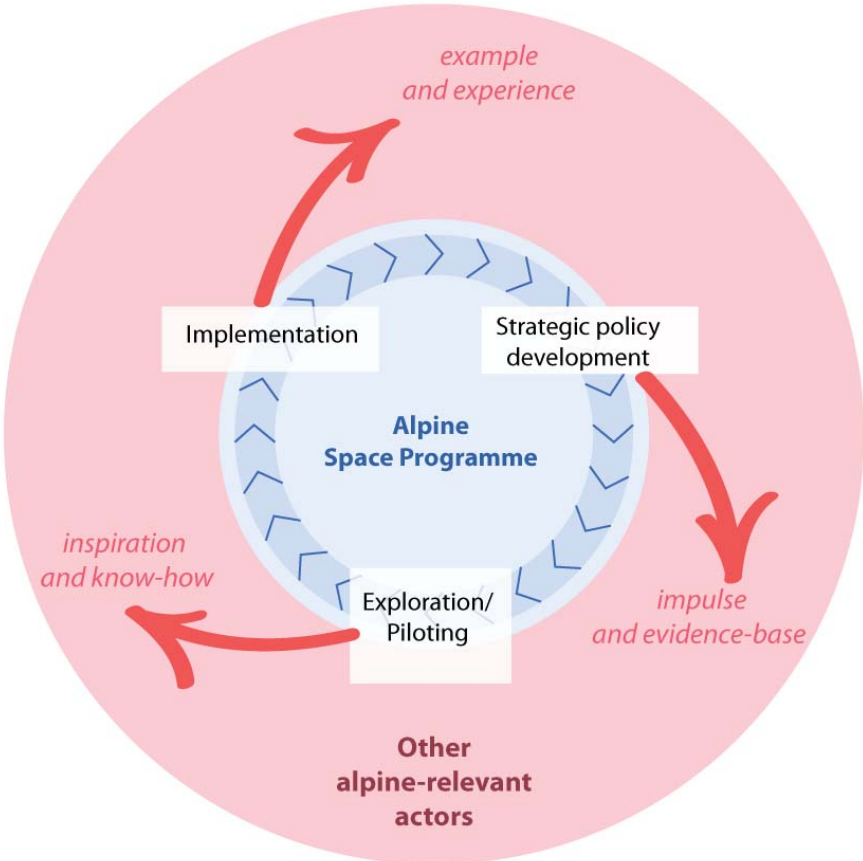 example
and experience
Implementation
Strategic policy
development
Alpine
Space Programme
inspiration
and know-how
Exploration/
Piloting
impulse
and evidence-base
Other
alpine-relevant
actors